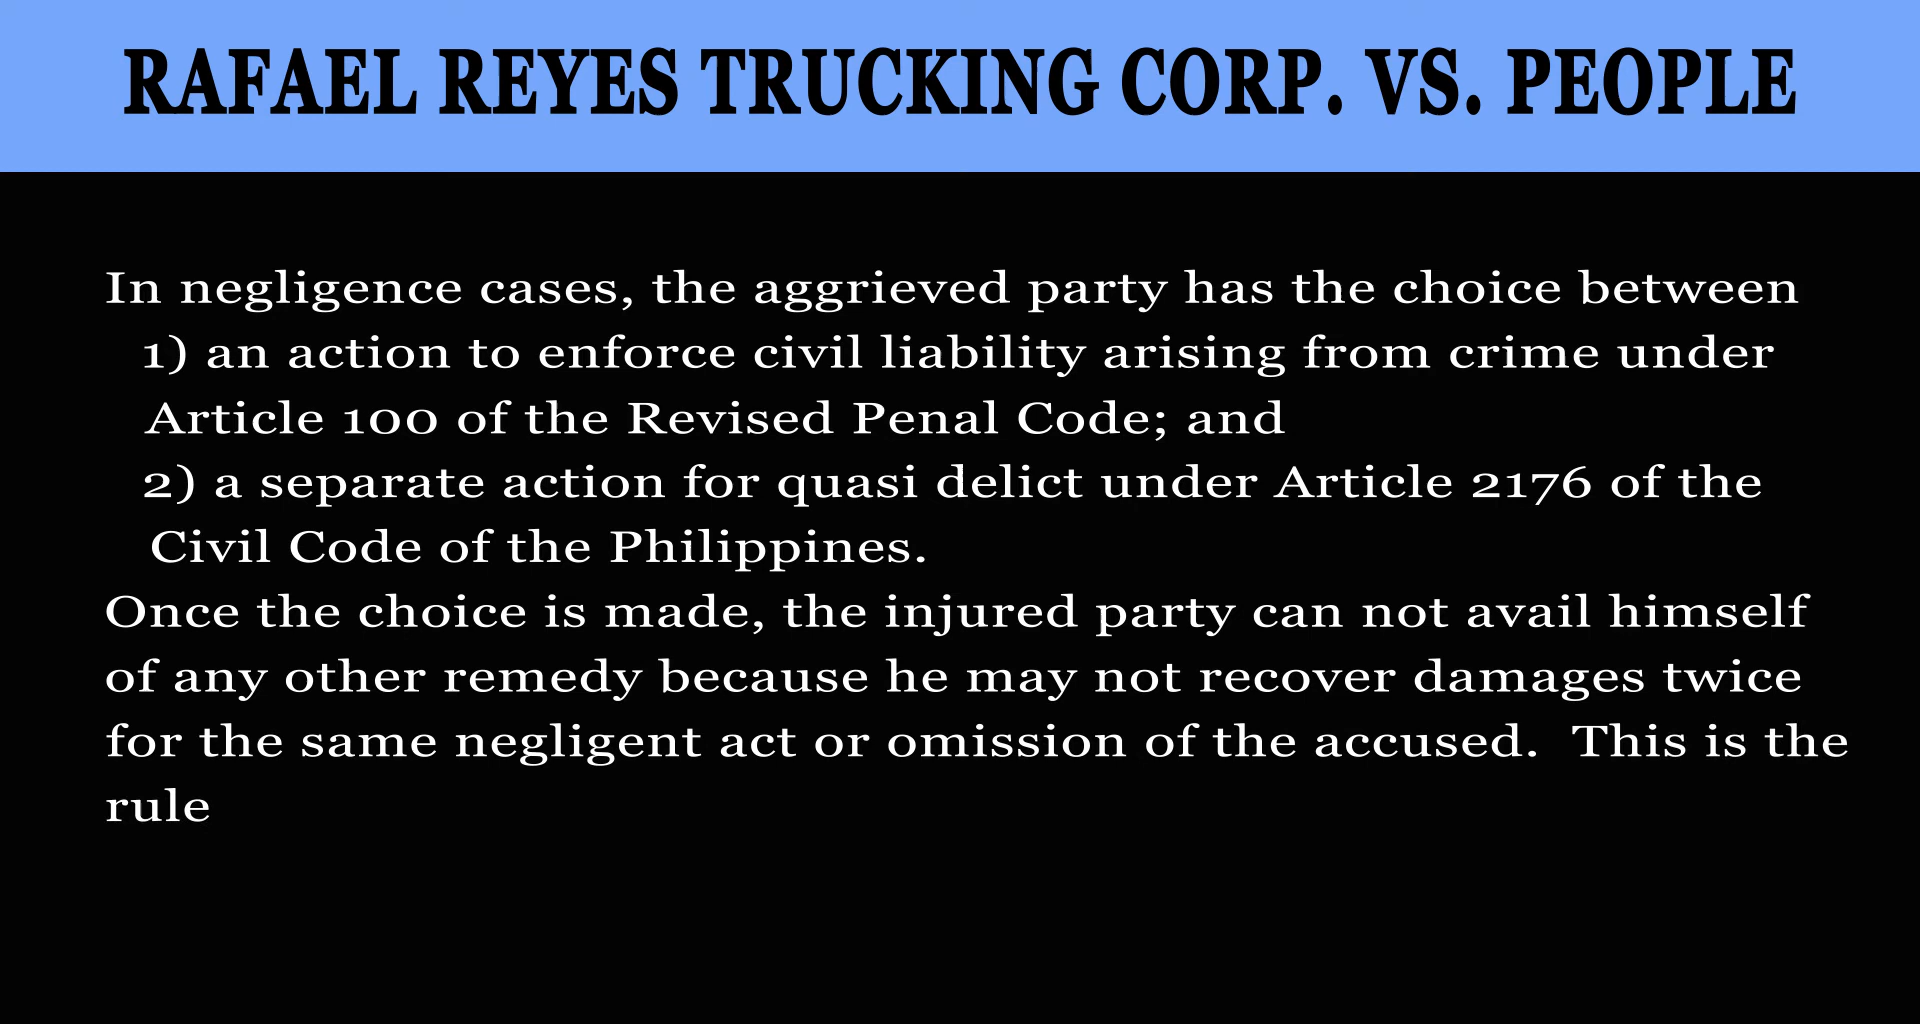 RAFAEL REYES TRUCKING CORP. VS. PEOPLE
In negligence cases, the aggrieved party has the choice between
1) an action to enforce civil liability arising from crime under
Article 100 of the Revised Penal Code; and
2) a separate action for quasi delict under Article 2176 of the
Civil Code of the Philippines.
Once the choice is made, the injured party can not avail himself
of any other remedy because he may not recover damages twice
for the same negligent act or omission of the accused.  This is the
rule